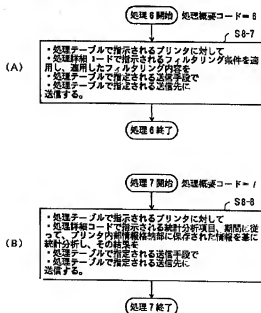 処理6開始 処理概要コード=6
S8-7
(A)
・処理テーブルで指示されるプリンタに対して
・処理詳細コードで指示されるフィルタリング条件を適
用し、適用したフィルタリング内容を
・処理テーブルで指定される送信手段で
・処理テーブルで指定される送信先に
送信する。
処理6終了
処理7開始 処理概要コード=7
S8-8
(B)
・処理テーブルで指示されるプリンタに対して
・処理詳細コードで指示される統計分析項目、期間に従
って、プリンタ内部情報格納部に保存された情報を基に
統計分析し、その結果を
・処理テーブルで指定される送信手段で
・処理テーブルで指定される送信先に
送信する。
処理7終了